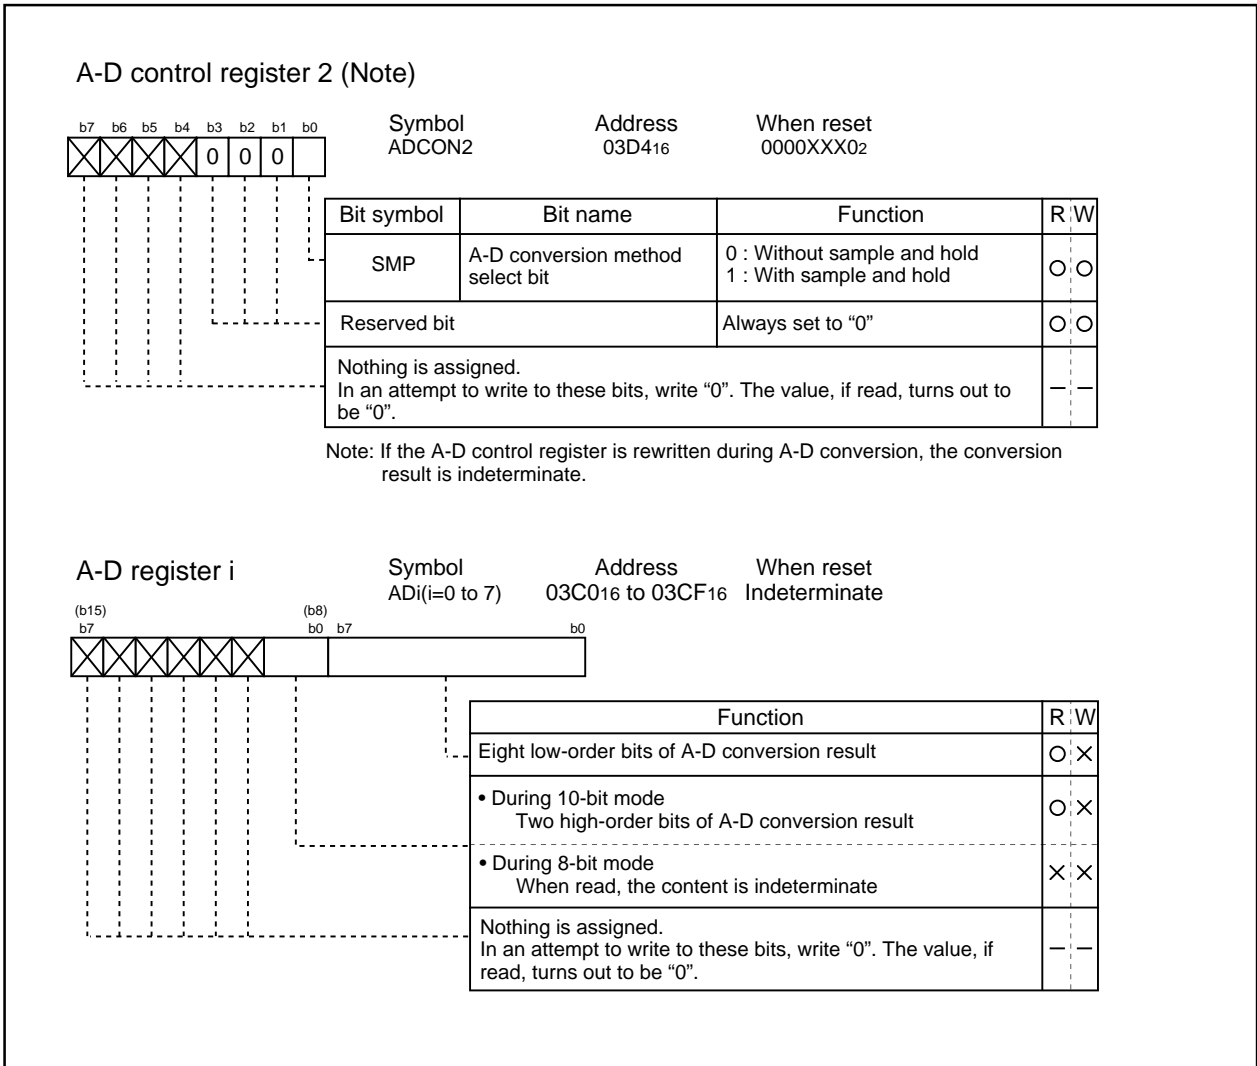 A-D control register 2 (Note)
b7 b6 b5 b4 b3 b2 b1 b0
0 0 0
Symbol Address When reset
ADCON2 03D416 0000XXX02
Bit symbol Bit name Function R W
SMP A-D conversion method select bit 0 : Without sample and hold
1 : With sample and hold
Reserved bit Always set to “0”
Nothing is assigned.
In an attempt to write to these bits, write “0”. The value, if read, turns out to
be “0”.
Note: If the A-D control register is rewritten during A-D conversion, the conversion
result is indeterminate.
A-D register i
Symbol Address When reset
ADi(i=0 to 7) 03C016 to 03CF16 Indeterminate
(b15) (b8)
b7 b0 b7 b0
Function R W
Eight low-order bits of A-D conversion result
• During 10-bit mode
Two high-order bits of A-D conversion result
• During 8-bit mode
When read, the content is indeterminate
Nothing is assigned.
In an attempt to write to these bits, write “0”. The value, if
read, turns out to be “0”.